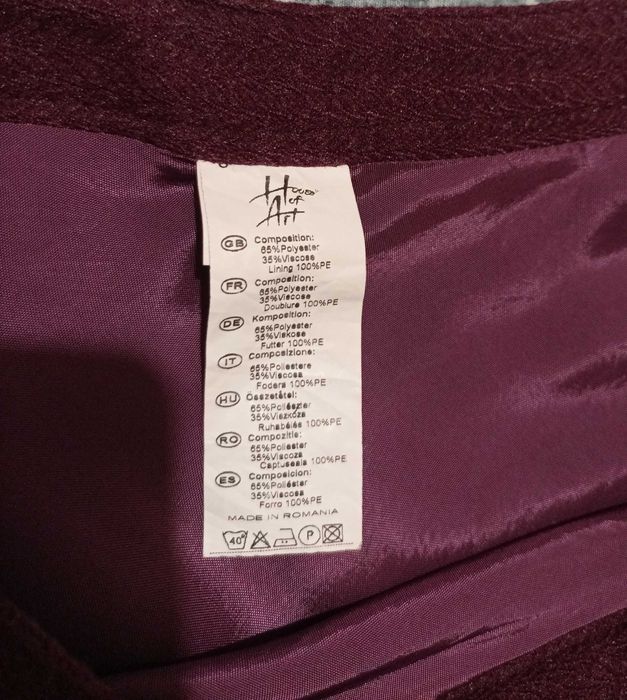 House
of
Art
GB Composition:
65%Polyester
35%Viscose
Lining 100%PE
FR Composition:
65%Polyester
35%Viscose
Doublure 100%PE
DE Komposition:
65%Polyester
35%Viskose
Futter 100%PE
IT Composizione:
65%Poliestere
35%Viscosa
Fodera 100%PE
HU Összetétel:
65%Poliészter
35%Viszkóza
Ruhabélés 100%PE
RO Compozitie:
65%Poliester
35%Viscoza
Captuseala 100%PE
ES Composicion:
65%Poliéster
35%Viscosa
Forro 100%PE
MADE IN ROMANIA
40° P